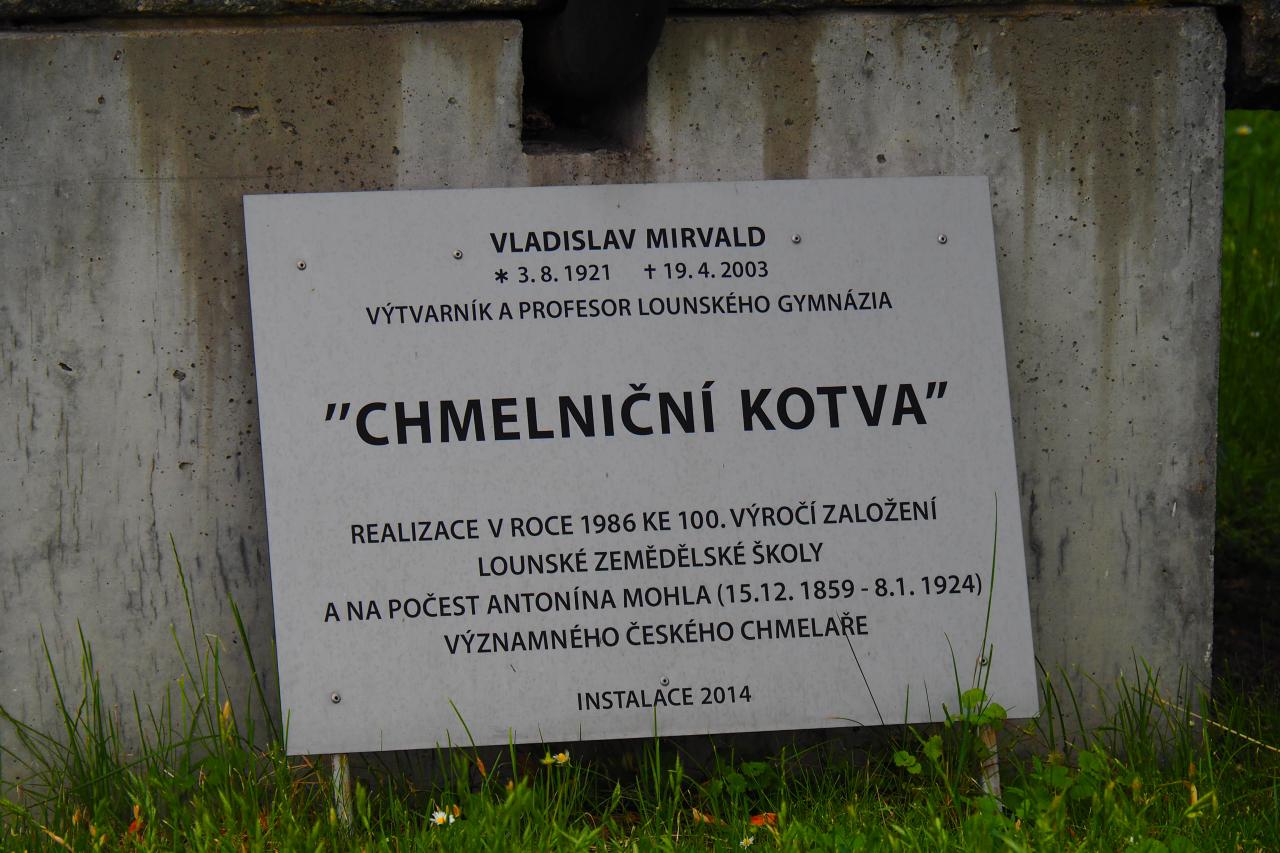 VLADISLAV MIRVALD
* 3. 8. 1921 † 19. 4. 2003
VÝTVARNÍK A PROFESOR LOUNSKÉHO GYMNÁZIA
"CHMELNIČNÍ KOTVA"
REALIZACE V ROCE 1986 KE 100. VÝROČÍ ZALOŽENÍ
LOUNSKÉ ZEMĚDĚLSKÉ ŠKOLY
A NA POČEST ANTONÍNA MOHLA (15.12. 1859 - 8.1. 1924)
VÝZNAMNÉHO ČESKÉHO CHMELAŘE
INSTALACE 2014